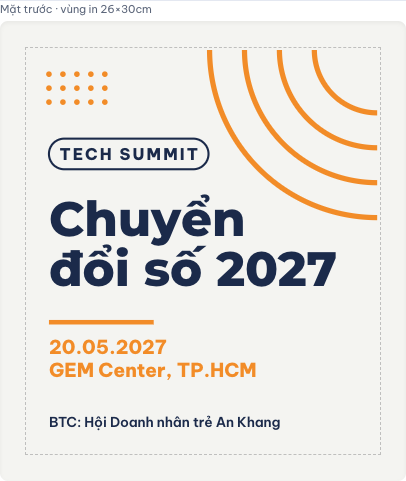 Mặt trước · vùng in 26×30cm
TECH SUMMIT
Chuyển
đổi số 2027
20.05.2027
GEM Center, TP.HCM
BTC: Hội Doanh nhân trẻ An Khang